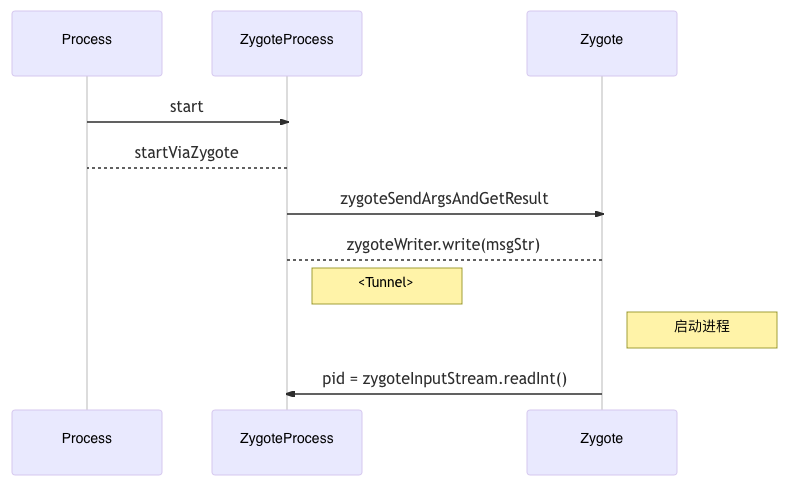 Process
ZygoteProcess
Zygote
start
startViaZygote
zygoteSendArgsAndGetResult
zygoteWriter.write(msgStr)
<Tunnel>
启动进程
pid = zygoteInputStream.readInt()
Process
ZygoteProcess
Zygote